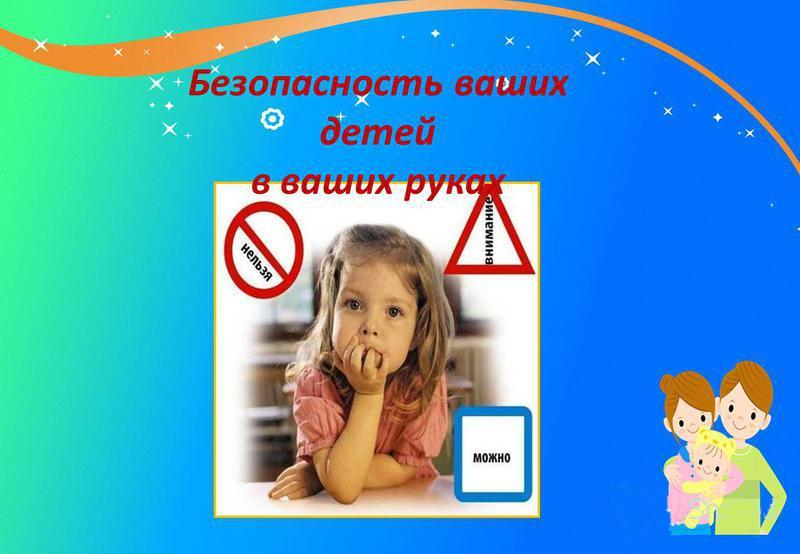 Безопасность ваших
детей
в ваших руках
нельзя
внимание
можно